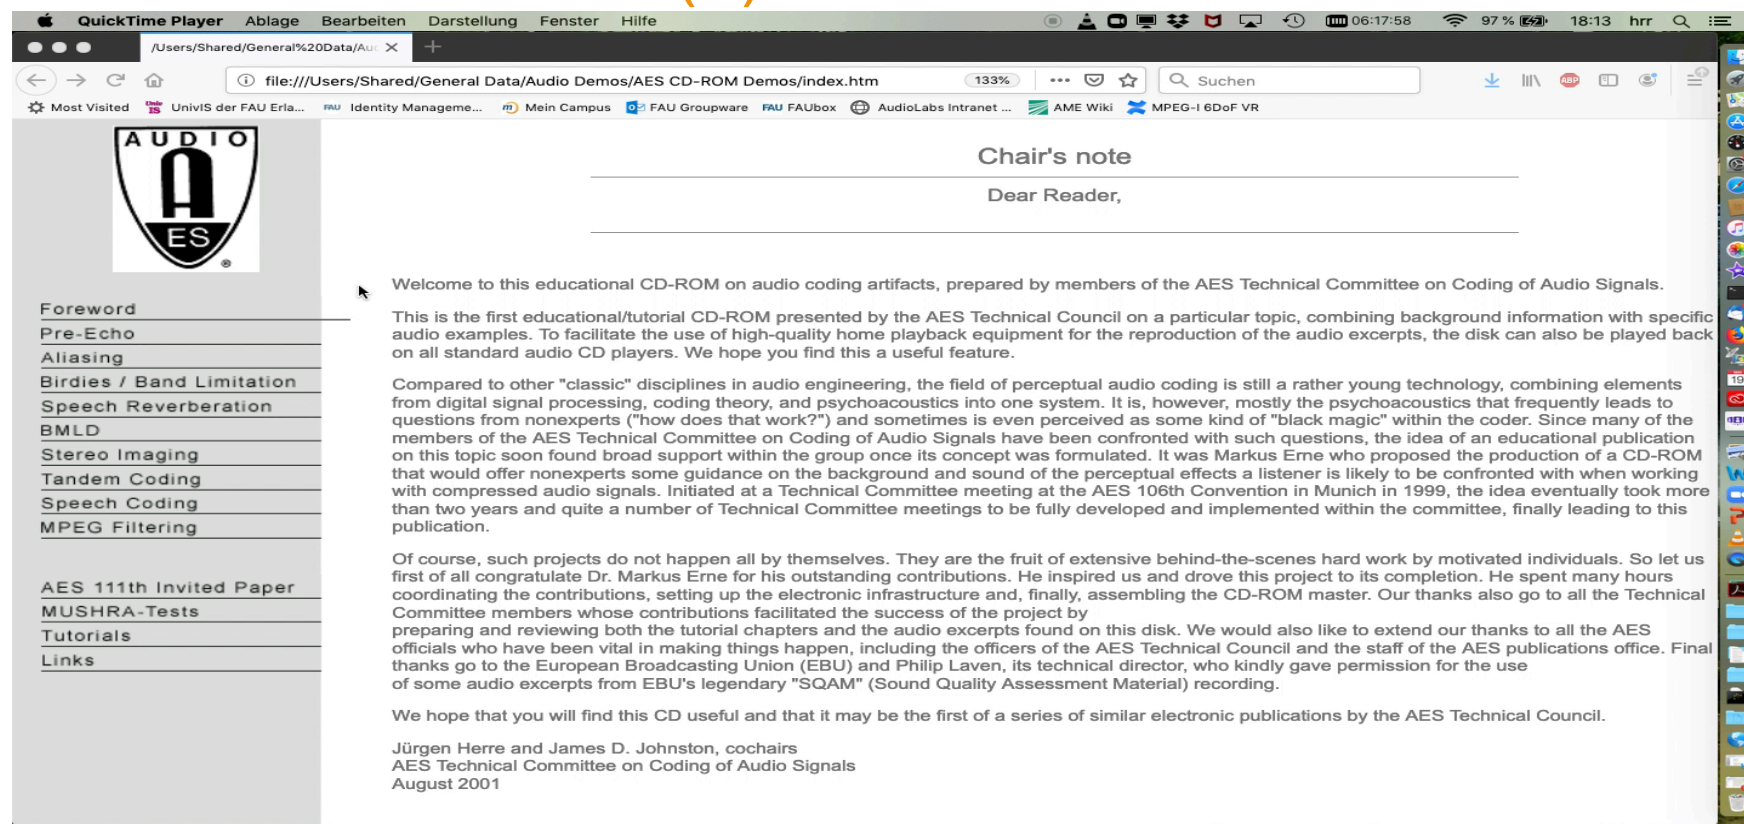 QuickTime Player Ablage Bearbeiten Darstellung Fenster Hilfe 06:17:58 97 % 18:13 hrr
/Users/Shared/General%20Data/Au
file:///Users/Shared/General Data/Audio Demos/AES CD-ROM Demos/index.htm 133% Suchen
Most Visited UnivIS der FAU Erla... Identity Manageme... Mein Campus FAU Groupware FAU FAUbox AudioLabs Intranet ... AME Wiki MPEG-I 6DoF VR
AUDIO
A
ES
Foreword
Pre-Echo
Aliasing
Birdies / Band Limitation
Speech Reverberation
BMLD
Stereo Imaging
Tandem Coding
Speech Coding
MPEG Filtering
AES 111th Invited Paper
MUSHRA-Tests
Tutorials
Links
Chair's note
Dear Reader,
Welcome to this educational CD-ROM on audio coding artifacts, prepared by members of the AES Technical Committee on Coding of Audio Signals.
This is the first educational/tutorial CD-ROM presented by the AES Technical Council on a particular topic, combining background information with specific
audio examples. To facilitate the use of high-quality home playback equipment for the reproduction of the audio excerpts, the disk can also be played back
on all standard audio CD players. We hope you find this a useful feature.
Compared to other "classic" disciplines in audio engineering, the field of perceptual audio coding is still a rather young technology, combining elements
from digital signal processing, coding theory, and psychoacoustics into one system. It is, however, mostly the psychoacoustics that frequently leads to
questions from nonexperts ("how does that work?") and sometimes is even perceived as some kind of "black magic" within the coder. Since many of the
members of the AES Technical Committee on Coding of Audio Signals have been confronted with such questions, the idea of an educational publication
on this topic soon found broad support within the group once its concept was formulated. It was Markus Erne who proposed the production of a CD-ROM
that would offer nonexperts some guidance on the background and sound of the perceptual effects a listener is likely to be confronted with when working
with compressed audio signals. Initiated at a Technical Committee meeting at the AES 106th Convention in Munich in 1999, the idea eventually took more
than two years and quite a number of Technical Committee meetings to be fully developed and implemented within the committee, finally leading to this
publication.
Of course, such projects do not happen all by themselves. They are the fruit of extensive behind-the-scenes hard work by motivated individuals. So let us
first of all congratulate Dr. Markus Erne for his outstanding contributions. He inspired us and drove this project to its completion. He spent many hours
coordinating the contributions, setting up the electronic infrastructure and, finally, assembling the CD-ROM master. Our thanks also go to all the Technical
Committee members whose contributions facilitated the success of the project by
preparing and reviewing both the tutorial chapters and the audio excerpts found on this disk. We would also like to extend our thanks to all the AES
officials who have been vital in making things happen, including the officers of the AES Technical Council and the staff of the AES publications office. Final
thanks go to the European Broadcasting Union (EBU) and Philip Laven, its technical director, who kindly gave permission for the use
of some audio excerpts from EBU's legendary "SQAM" (Sound Quality Assessment Material) recording.
We hope that you will find this CD useful and that it may be the first of a series of similar electronic publications by the AES Technical Council.
Jürgen Herre and James D. Johnston, cochairs
AES Technical Committee on Coding of Audio Signals
August 2001